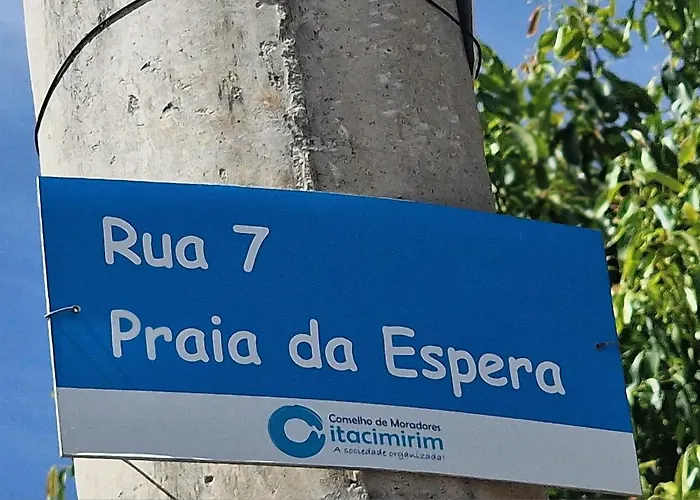 Rua 7
Praia da Espera
Conselho de Moradores
itacimirim
A sociedade organizada!